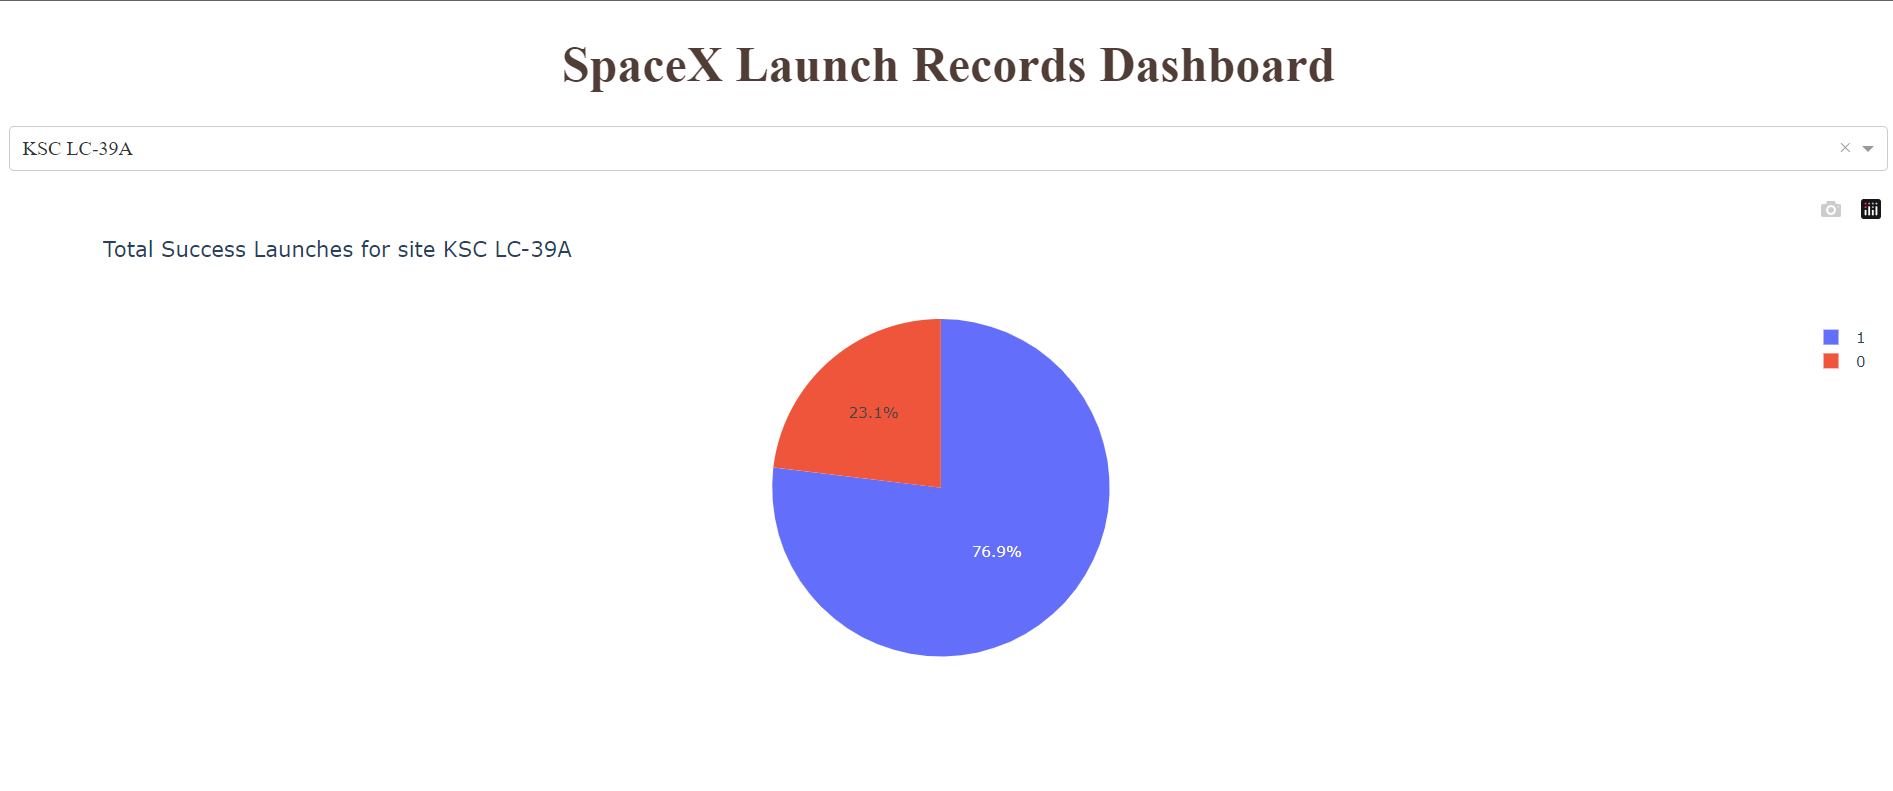 SpaceX Launch Records Dashboard
KSC LC-39A
Total Success Launches for site KSC LC-39A
1
0
23.1%
76.9%